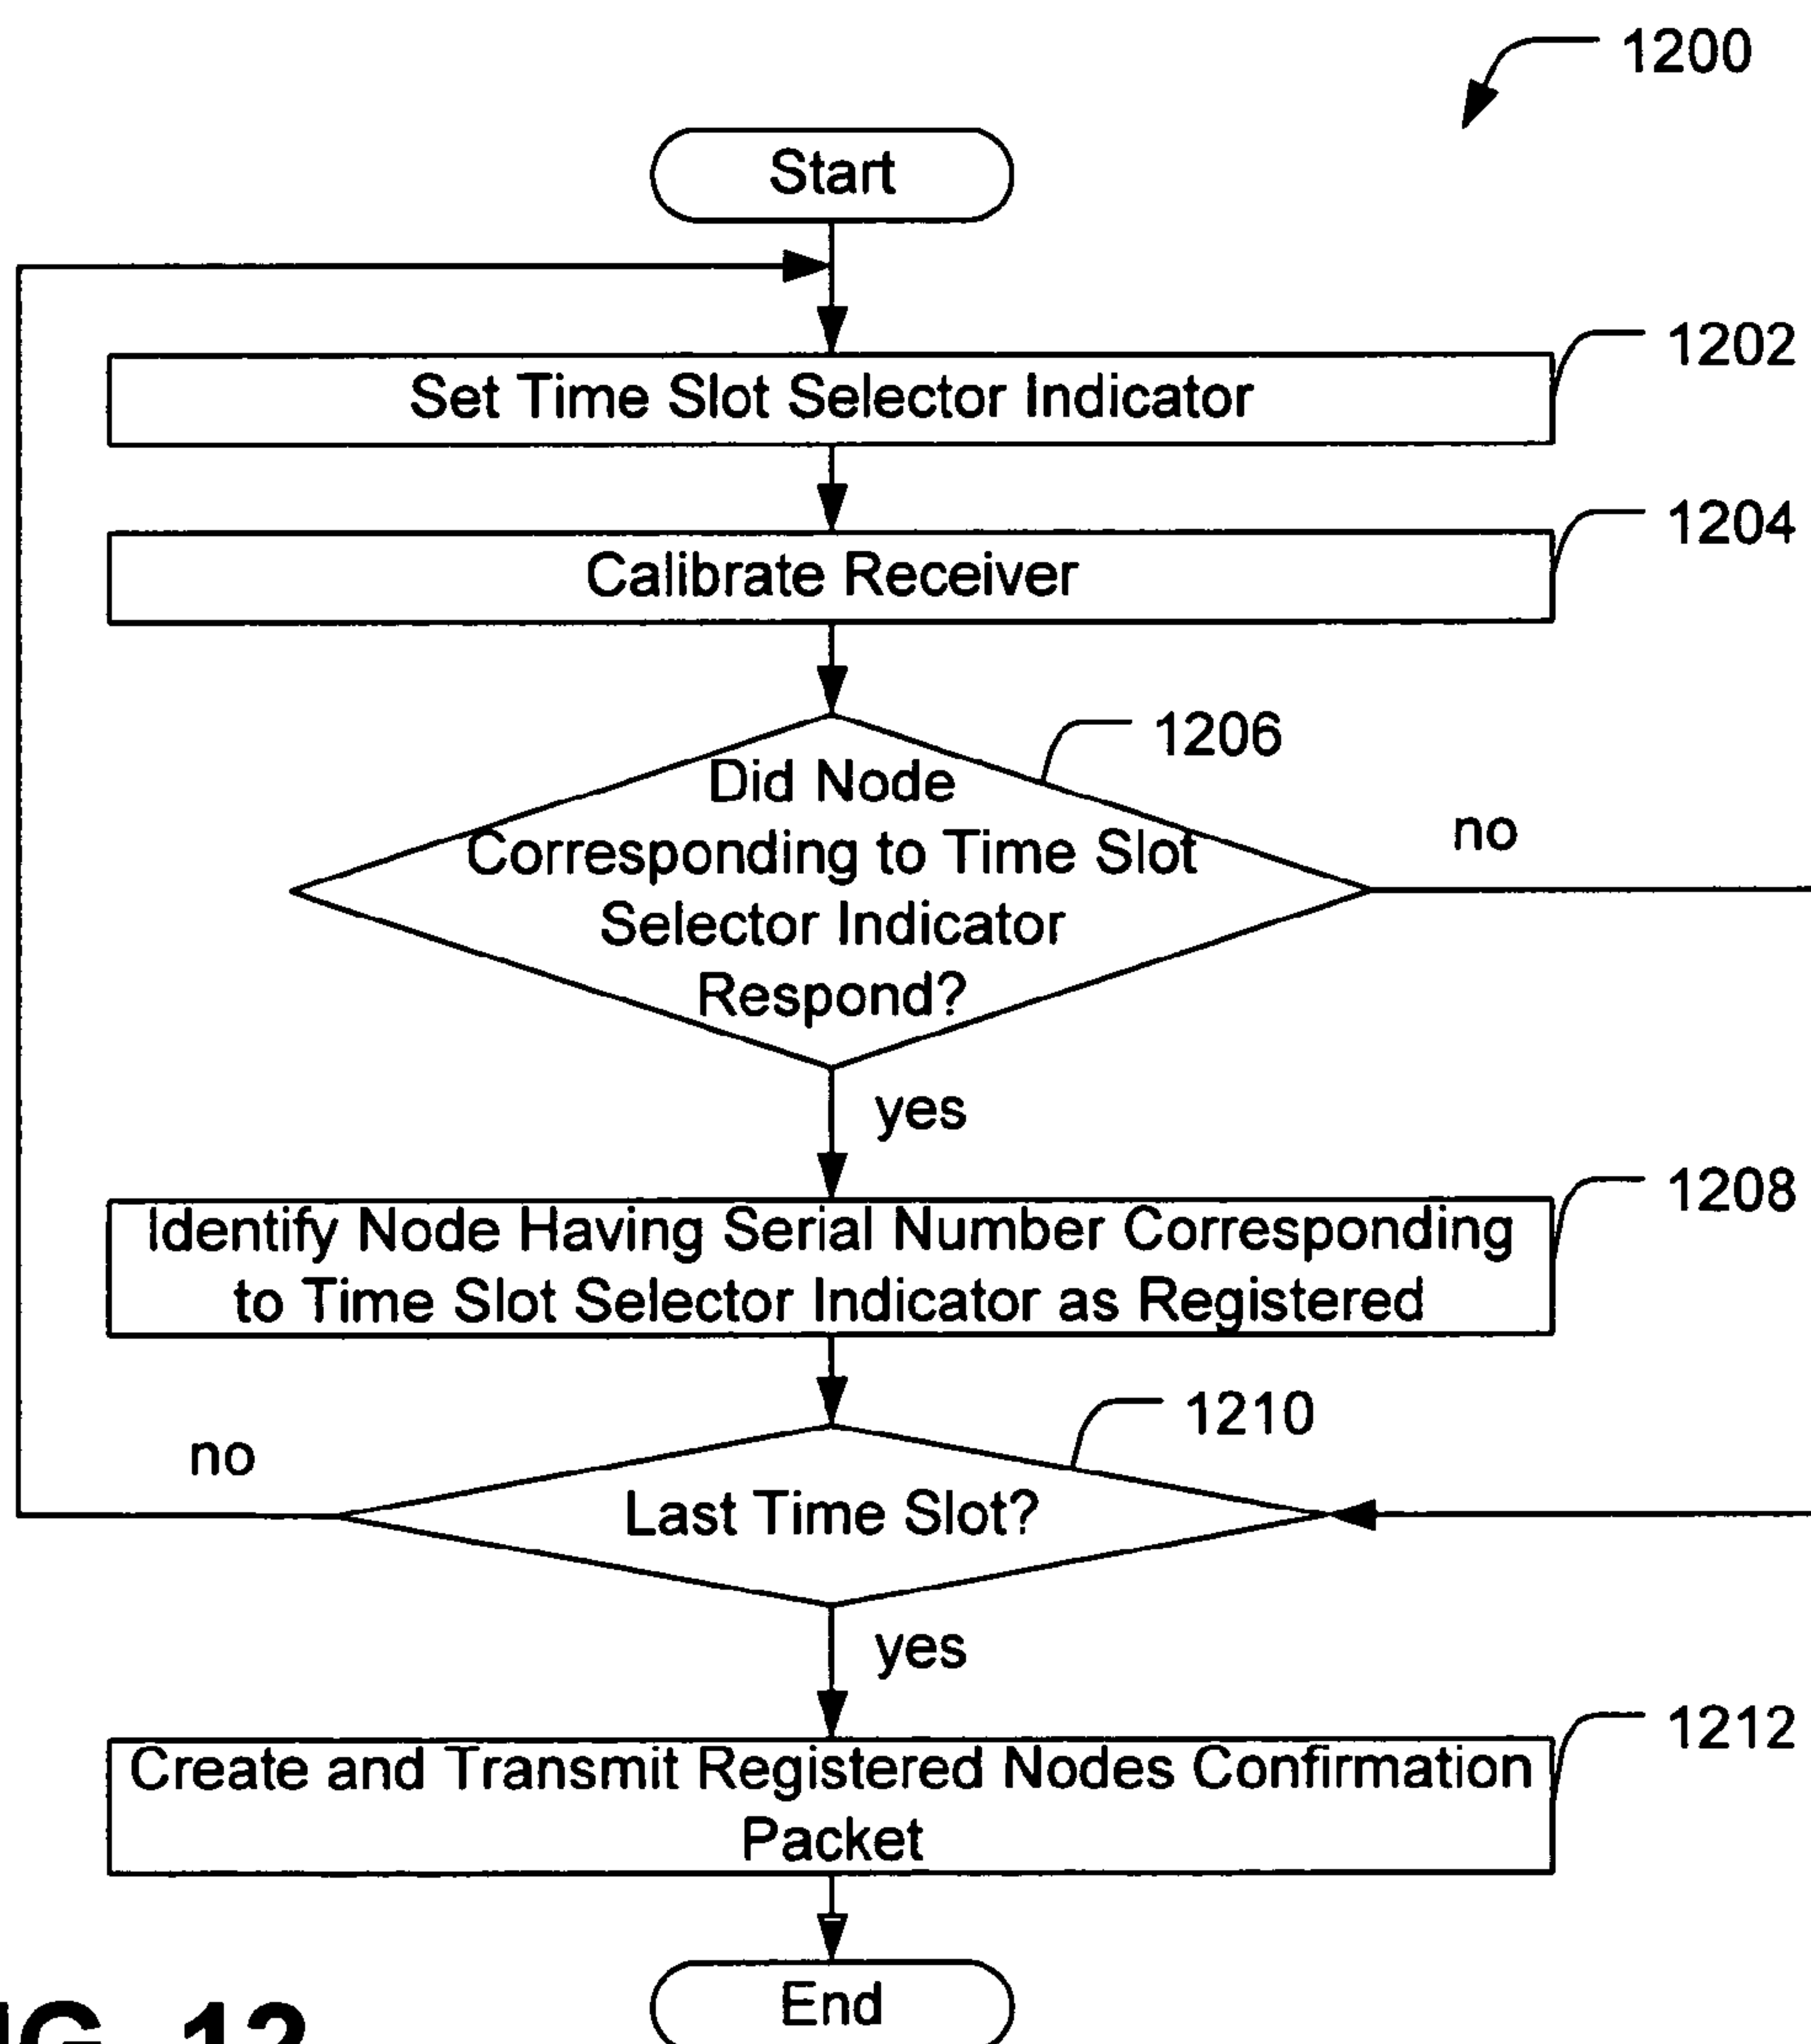 1200
Start
1202
Set Time Slot Selector Indicator
1204
Calibrate Receiver
1206
Did Node
Corresponding to Time Slot
Selector Indicator
Respond?
no
yes
1208
Identify Node Having Serial Number Corresponding
to Time Slot Selector Indicator as Registered
1210
no
Last Time Slot?
yes
1212
Create and Transmit Registered Nodes Confirmation
Packet
End
12